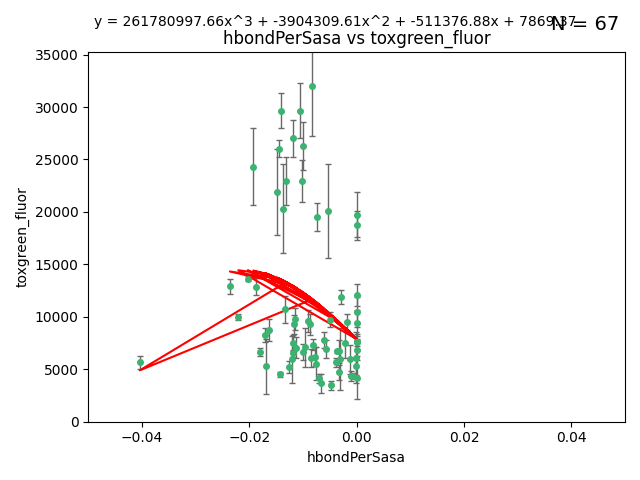 y = 261780997.66x^3 + -3904309.61x^2 + -511376.88x + 7869.37
N = 67
hbondPerSasa vs toxgreen_fluor
35000
30000
25000
20000
15000
10000
5000
0
toxgreen_fluor
−0.04
−0.02
0.00
0.02
0.04
hbondPerSasa